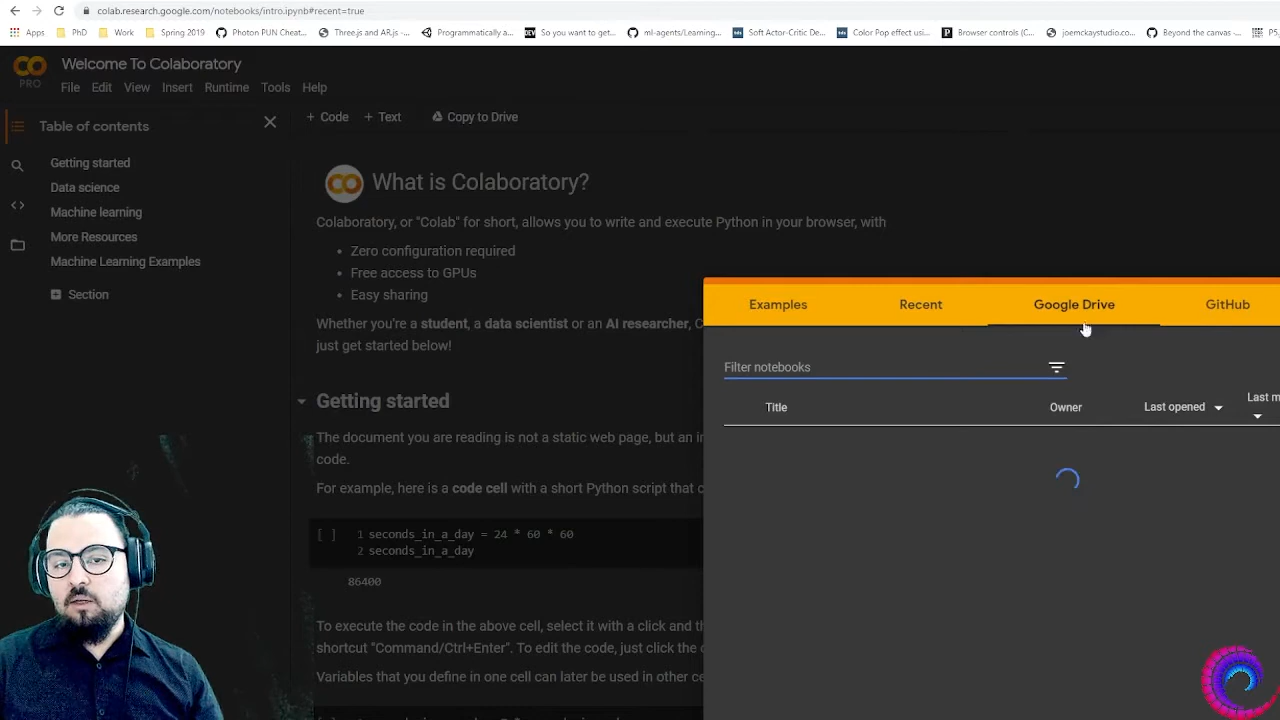 colab.research.google.com/notebooks/intro.ipynb#recent=true
Apps PhD Work Spring 2019 Photon PUN Cheat... Three.js and AR.js -... Programmatically a... So you want to get... ml-agents/Learning... Soft Actor-Critic De... Color Pop effect usi... Browser controls (C... joemckaystudio.co... Beyond the canvas -... P5
PRO
Welcome To Colaboratory
File Edit View Insert Runtime Tools Help
Table of contents
Getting started
Data science
Machine learning
More Resources
Machine Learning Examples
Section
+ Code + Text Copy to Drive
What is Colaboratory?
Colaboratory, or "Colab" for short, allows you to write and execute Python in your browser, with
• Zero configuration required
• Free access to GPUs
• Easy sharing
Whether you're a student, a data scientist or an AI researcher, C
just get started below!
Getting started
The document you are reading is not a static web page, but an in
code.
For example, here is a code cell with a short Python script that c
[ ] 1 seconds_in_a_day = 24 * 60 * 60
2 seconds_in_a_day
86400
To execute the code in the above cell, select it with a click and th
shortcut "Command/Ctrl+Enter". To edit the code, just click the c
Variables that you define in one cell can later be used in other ce
Examples Recent Google Drive GitHub
Filter notebooks
Title Owner Last opened Last m